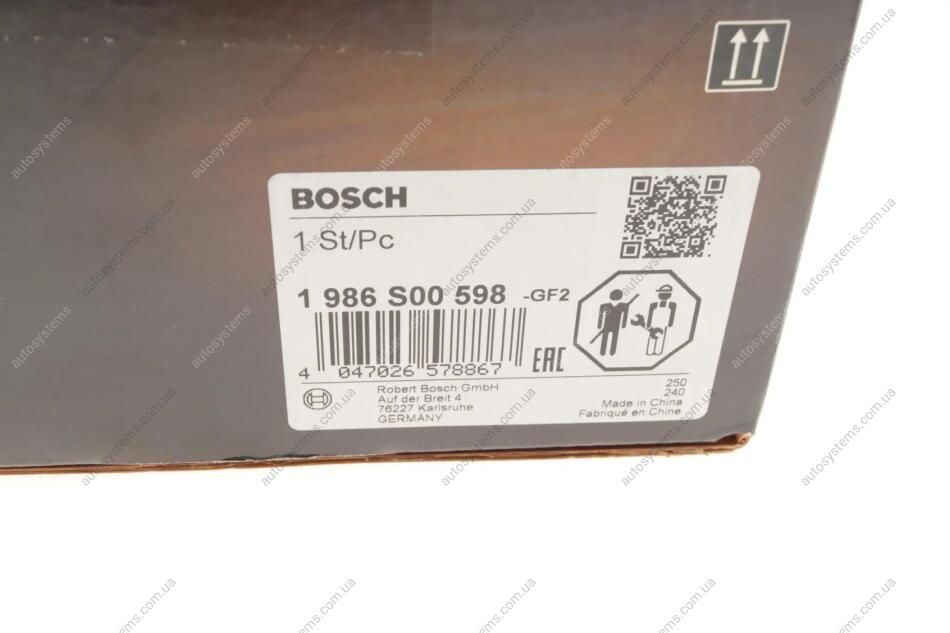 BOSCH
1 St/Pc
1 986 S00 598 -GF2
4 047026 578867
EAC
Robert Bosch GmbH
Auf der Breit 4
76227 Karlsruhe
GERMANY
250
240
Made in China
Fabriqué en Chine
autosystems.com.ua